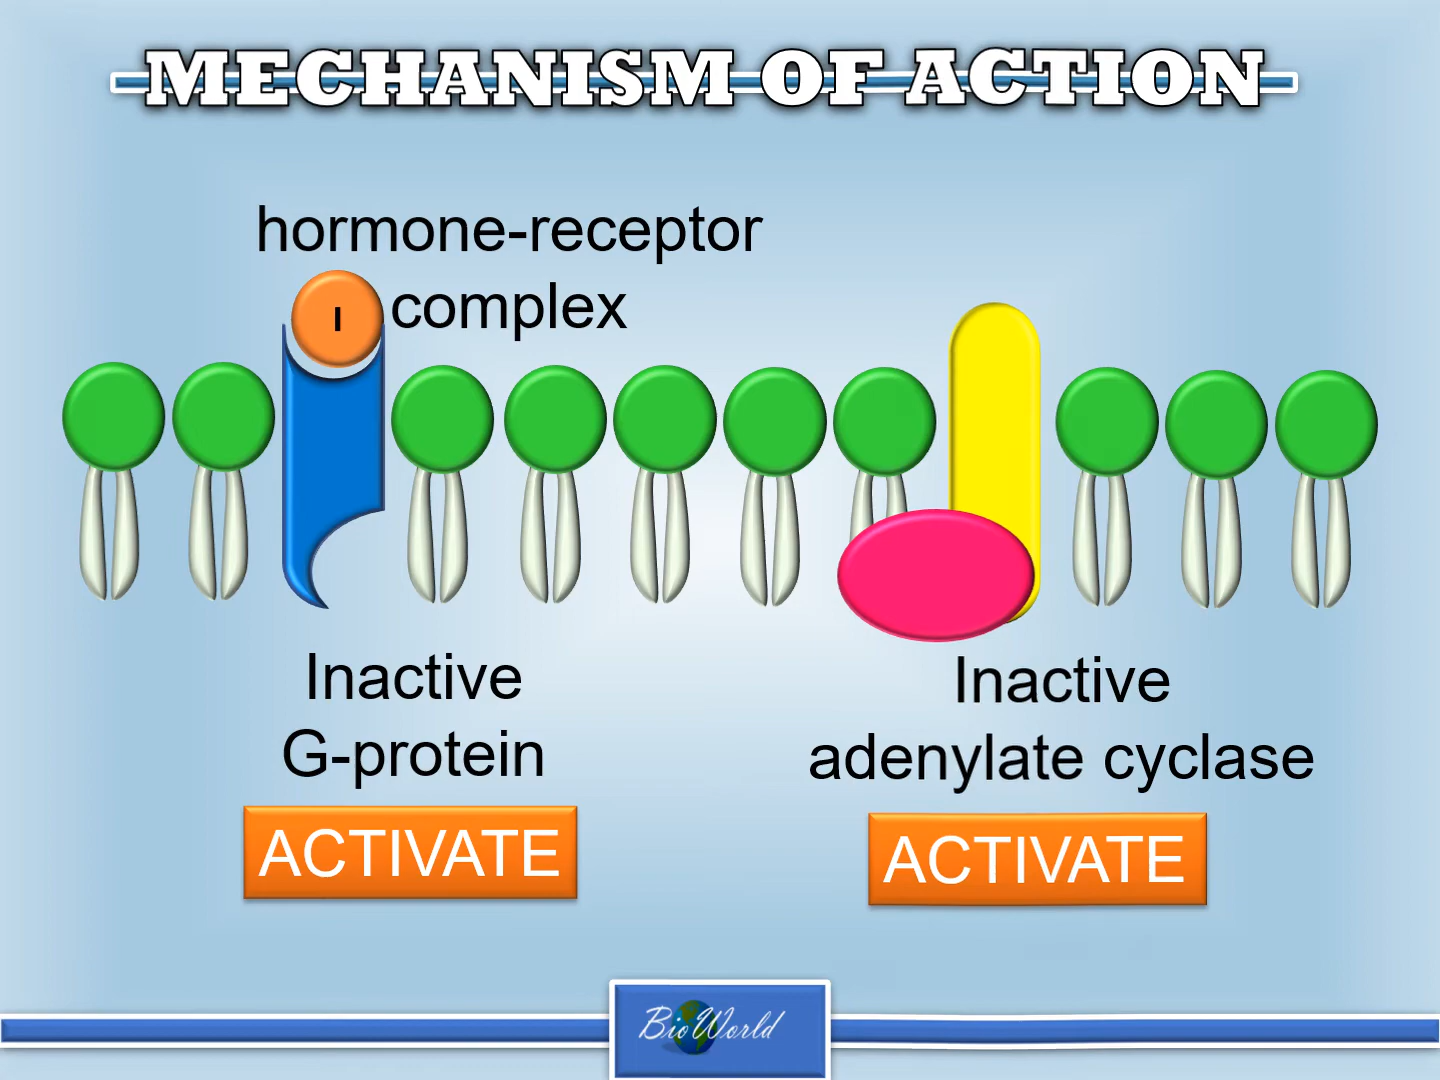 MECHANISM OF ACTION
hormone-receptor
complex
I
Inactive
G-protein
ACTIVATE
Inactive
adenylate cyclase
ACTIVATE
BioWorld